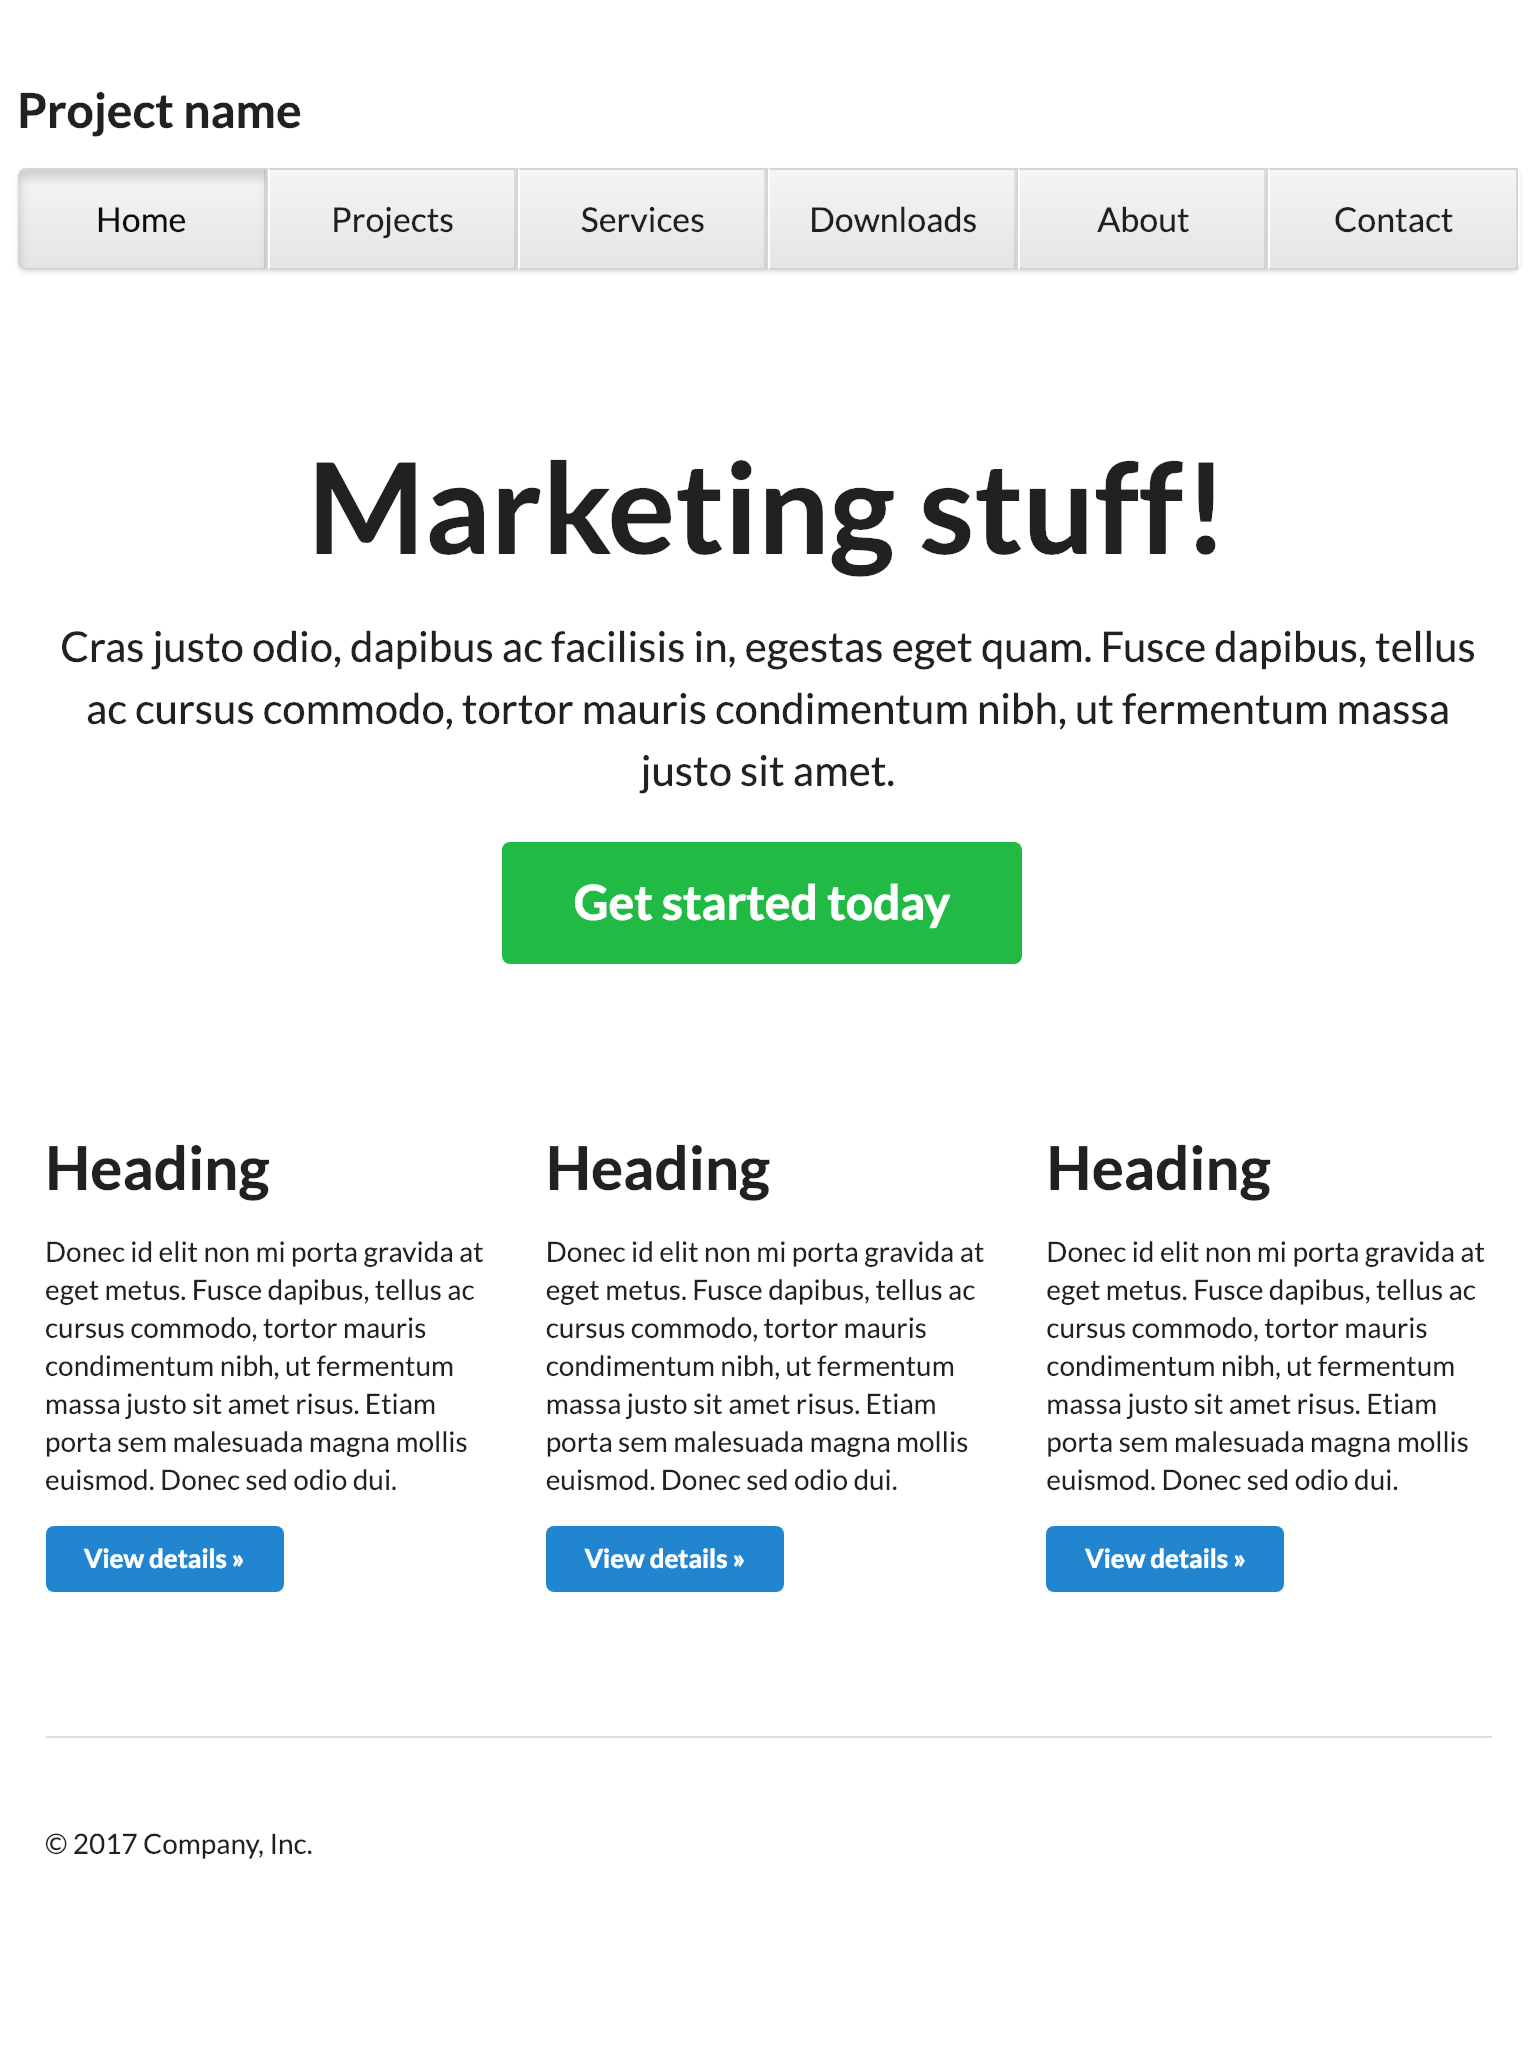 Project name
Home Projects Services Downloads About Contact
Marketing stuff!
Cras justo odio, dapibus ac facilisis in, egestas eget quam. Fusce dapibus, tellus
ac cursus commodo, tortor mauris condimentum nibh, ut fermentum massa
justo sit amet.
Get started today
Heading
Donec id elit non mi porta gravida at
eget metus. Fusce dapibus, tellus ac
cursus commodo, tortor mauris
condimentum nibh, ut fermentum
massa justo sit amet risus. Etiam
porta sem malesuada magna mollis
euismod. Donec sed odio dui.
View details »
Heading
Donec id elit non mi porta gravida at
eget metus. Fusce dapibus, tellus ac
cursus commodo, tortor mauris
condimentum nibh, ut fermentum
massa justo sit amet risus. Etiam
porta sem malesuada magna mollis
euismod. Donec sed odio dui.
View details »
Heading
Donec id elit non mi porta gravida at
eget metus. Fusce dapibus, tellus ac
cursus commodo, tortor mauris
condimentum nibh, ut fermentum
massa justo sit amet risus. Etiam
porta sem malesuada magna mollis
euismod. Donec sed odio dui.
View details »
© 2017 Company, Inc.